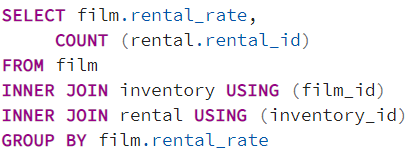 SELECT film.rental_rate,
COUNT (rental.rental_id)
FROM film
INNER JOIN inventory USING (film_id)
INNER JOIN rental USING (inventory_id)
GROUP BY film.rental_rate